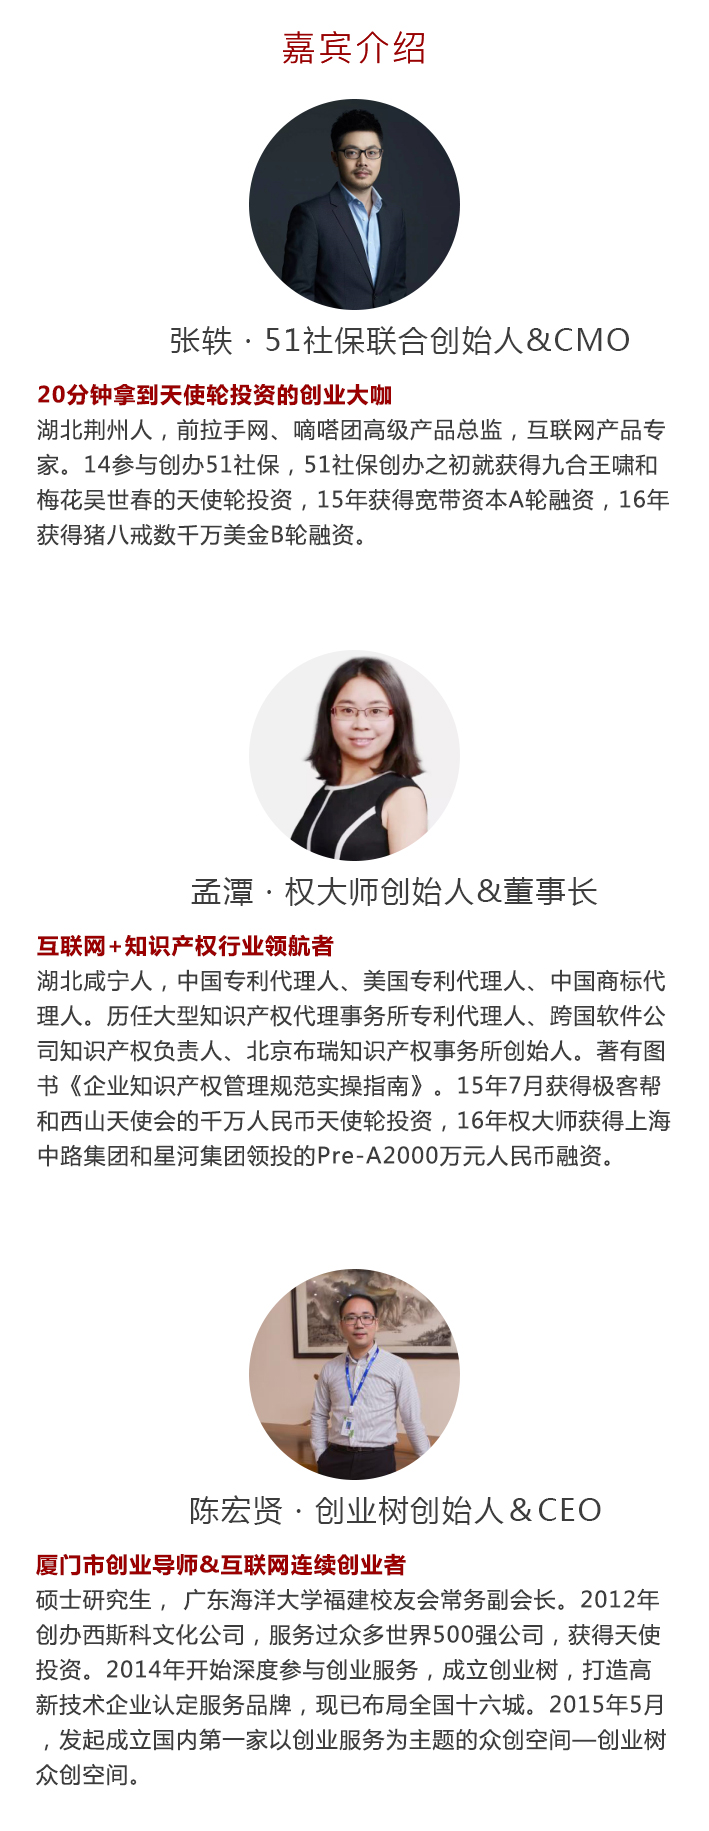 嘉宾介绍
张轶·51社保联合创始人&CMO
20分钟拿到天使轮投资的创业大咖
湖北荆州人，前拉手网、嘀嗒团高级产品总监，互联网产品专
家。14参与创办51社保，51社保创办之初就获得九合王啸和
梅花吴世春的天使轮投资，15年获得宽带资本A轮融资，16年
获得猪八戒数千万美金B轮融资。
孟潭·权大师创始人&董事长
互联网+知识产权行业领航者
湖北咸宁人，中国专利代理人、美国专利代理人、中国商标代
理人。历任大型知识产权代理事务所专利代理人、跨国软件公
司知识产权负责人、北京布瑞知识产权事务所创始人。著有图
书《企业知识产权管理规范实操指南》。15年7月获得极客帮
和西山天使会的千万人民币天使轮投资，16年权大师获得上海
中路集团和星河集团领投的Pre-A2000万元人民币融资。
陈宏贤·创业树创始人＆CEO
厦门市创业导师&互联网连续创业者
硕士研究生， 广东海洋大学福建校友会常务副会长。2012年
创办西斯科文化公司，服务过众多世界500强公司，获得天使
投资。2014年开始深度参与创业服务，成立创业树，打造高
新技术企业认定服务品牌，现已布局全国十六城。2015年5月
，发起成立国内第一家以创业服务为主题的众创空间—创业树
众创空间。